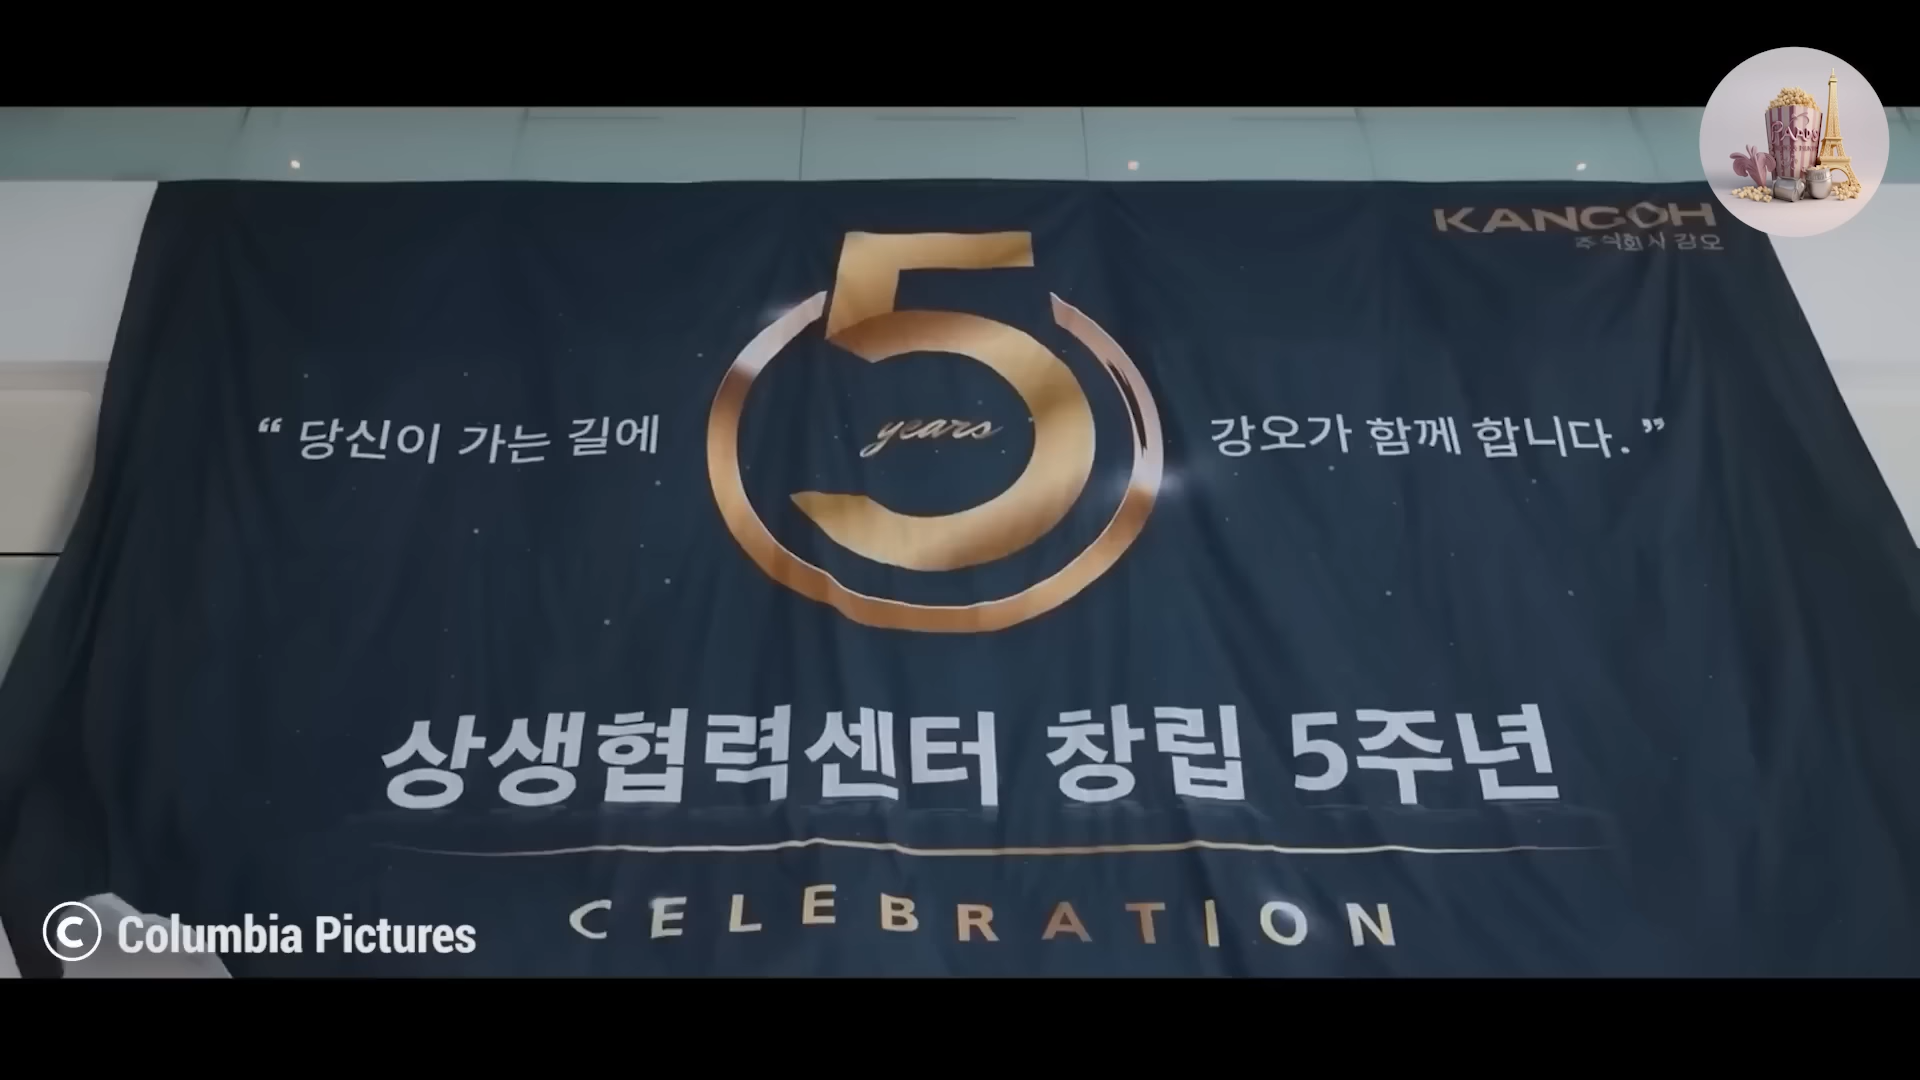 KANGOH
주식회사 강오
5
years
“ 당신이 가는 길에
강오가 함께 합니다. ”
상생협력센터 창립 5주년
CELEBRATION
© Columbia Pictures